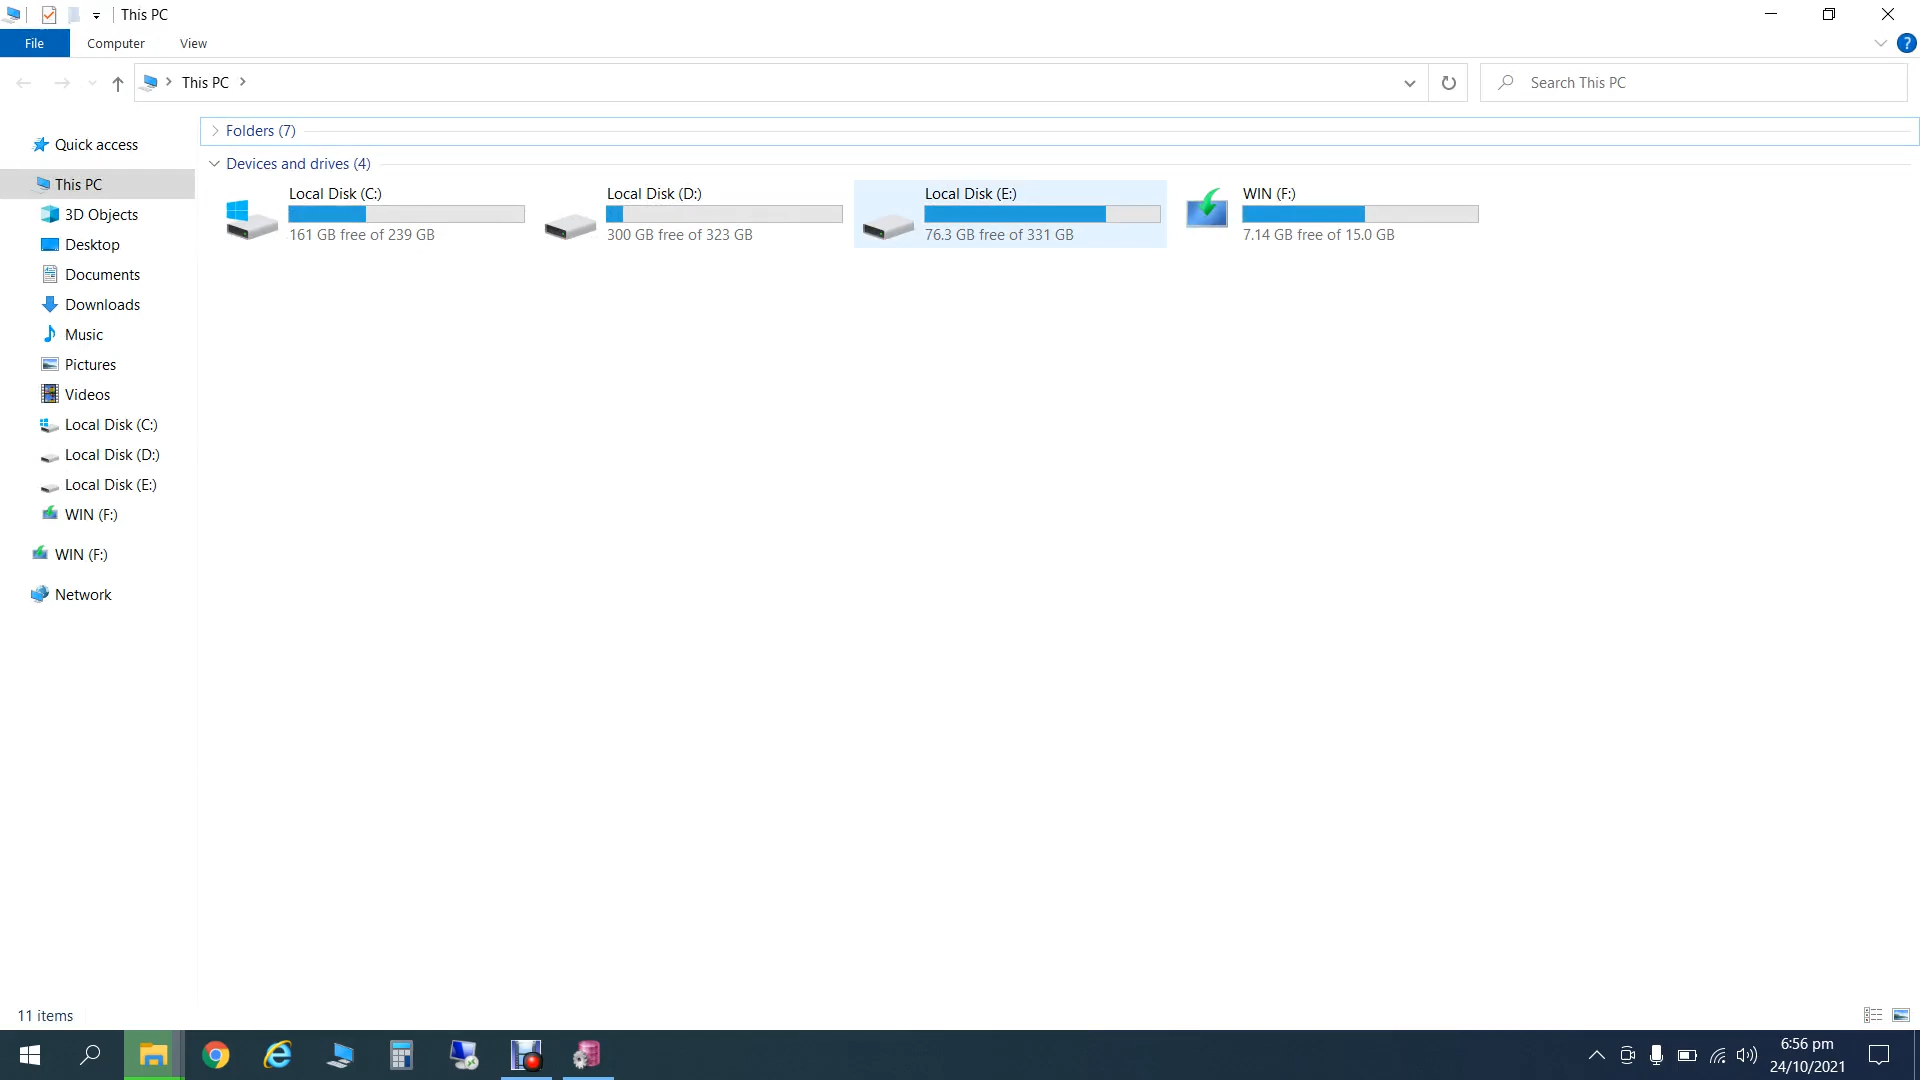 This PC
File
Computer
View
This PC
Search This PC
Quick access
This PC
3D Objects
Desktop
Documents
Downloads
Music
Pictures
Videos
Local Disk (C:)
Local Disk (D:)
Local Disk (E:)
WIN (F:)
WIN (F:)
Network
Folders (7)
Devices and drives (4)
Local Disk (C:)
161 GB free of 239 GB
Local Disk (D:)
300 GB free of 323 GB
Local Disk (E:)
76.3 GB free of 331 GB
WIN (F:)
7.14 GB free of 15.0 GB
11 items
6:56 pm
24/10/2021